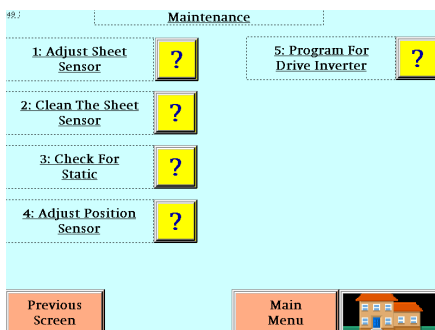 49
Maintenance
1: Adjust Sheet
Sensor
?
5: Program For
Drive Inverter
?
2: Clean The Sheet
Sensor
?
3: Check For
Static
?
4: Adjust Position
Sensor
?
Previous
Screen
Main
Menu